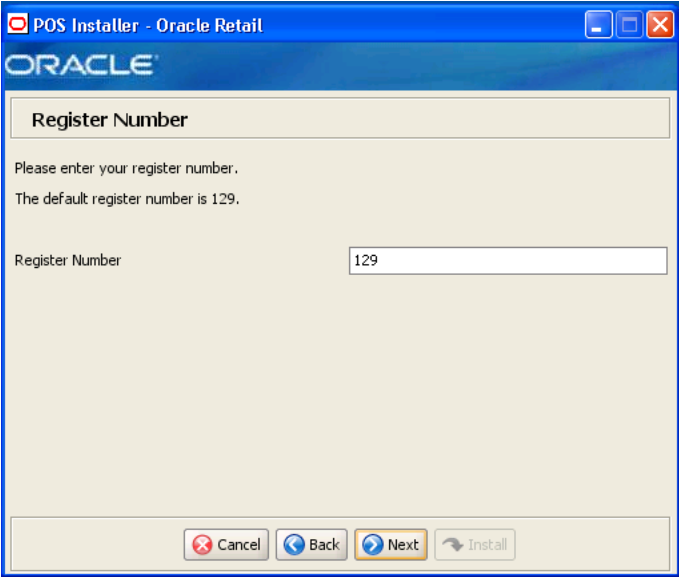 POS Installer - Oracle Retail
ORACLE
Register Number
Please enter your register number.
The default register number is 129.
Register Number 129
Cancel Back Next Install